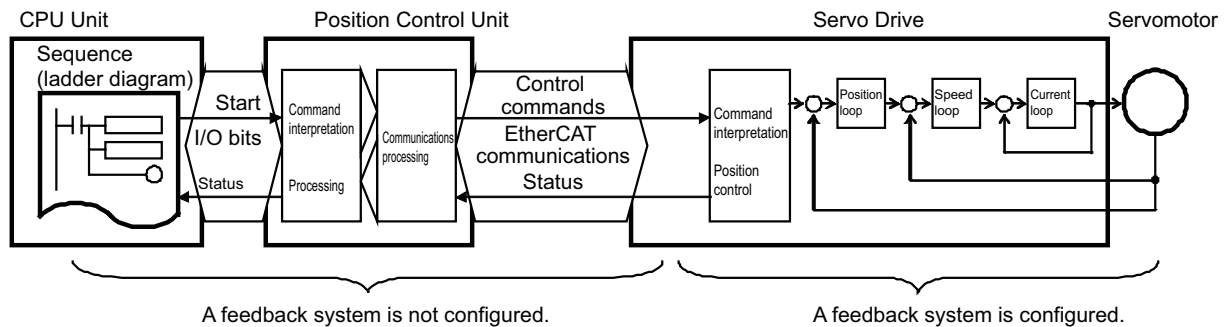 CPU Unit
Position Control Unit
Servo Drive
Servomotor
Sequence
(ladder diagram)
Start
I/O bits
Status
Command
interpretation
Processing
Communications
processing
Control
commands
EtherCAT
communications
Status
Command
interpretation
Position
control
Position
loop
Speed
loop
Current
loop
A feedback system is not configured.
A feedback system is configured.